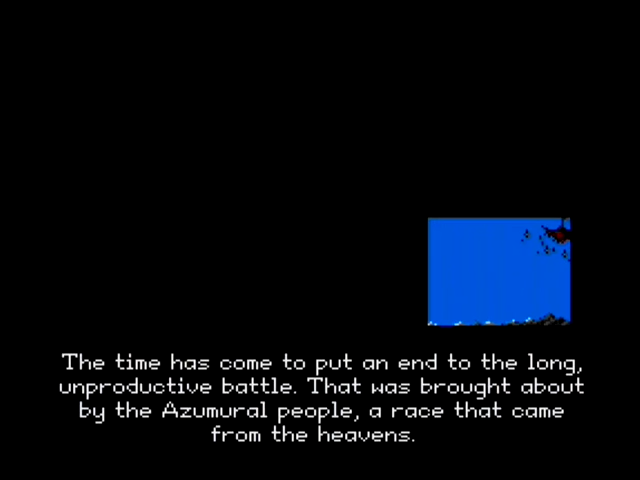 The time has come to put an end to the long,
unproductive battle. That was brought about
by the Azumural people, a race that came
from the heavens.